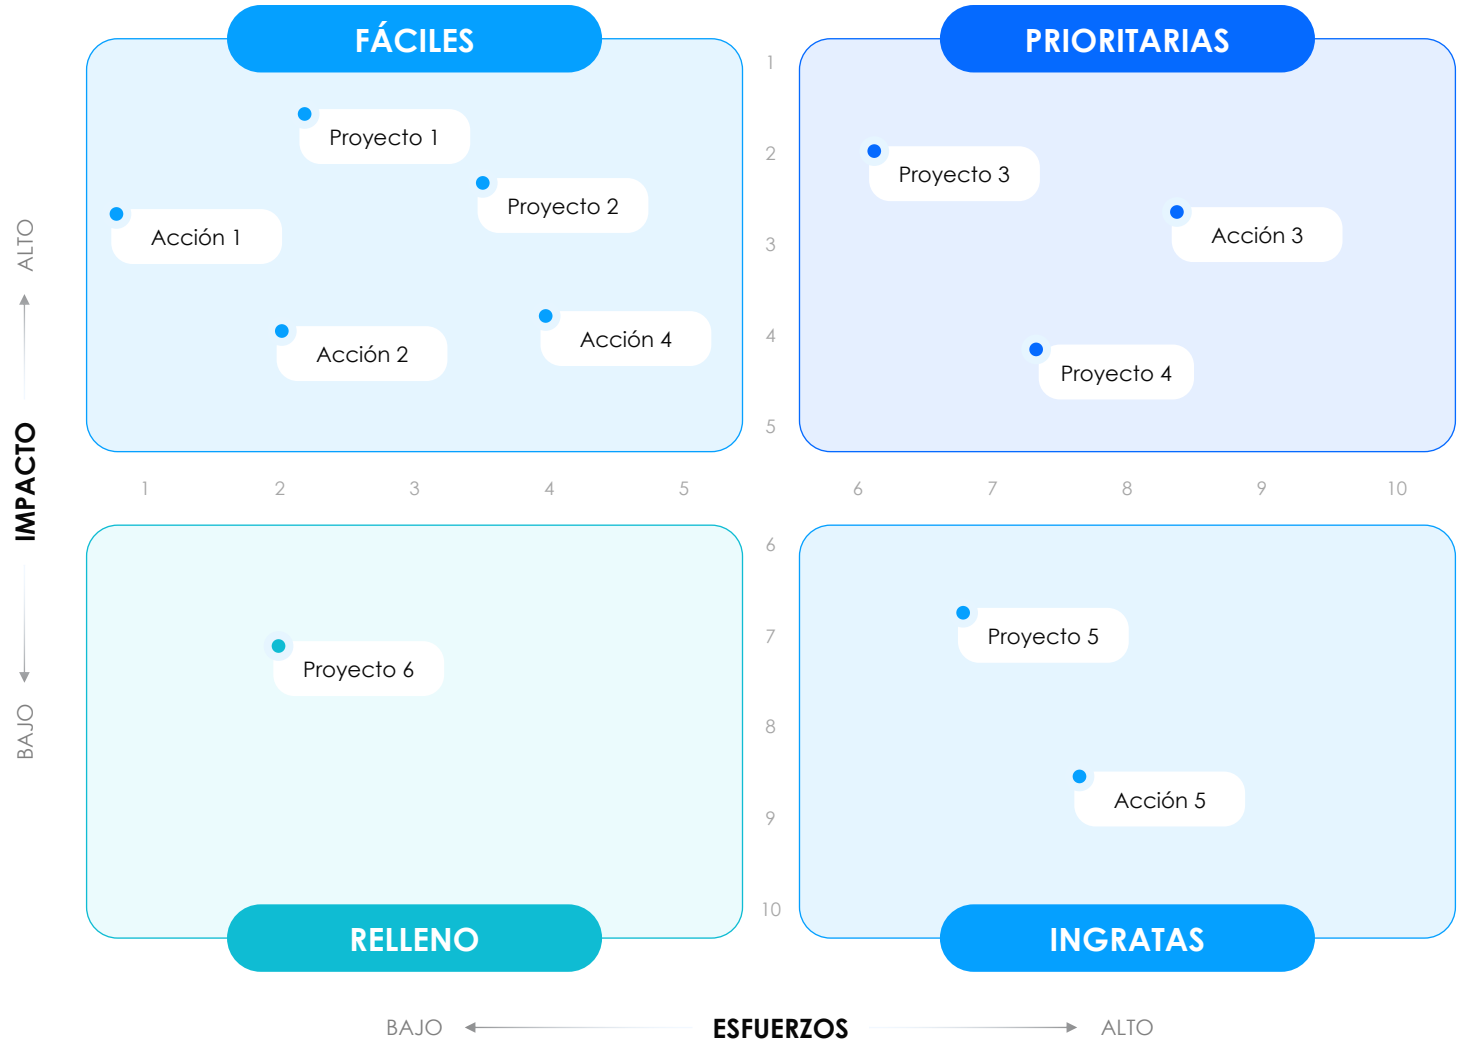 FÁCILES
PRIORITARIAS
Proyecto 1
Proyecto 2
Acción 1
Acción 2
Acción 4
1
2
3
4
5
Proyecto 3
Acción 3
Proyecto 4
ALTO
IMPACTO
BAJO
1
2
3
4
5
6
7
8
9
10
Proyecto 6
6
7
8
9
10
Proyecto 5
Acción 5
RELLENO
INGRATAS
BAJO
ESFUERZOS
ALTO